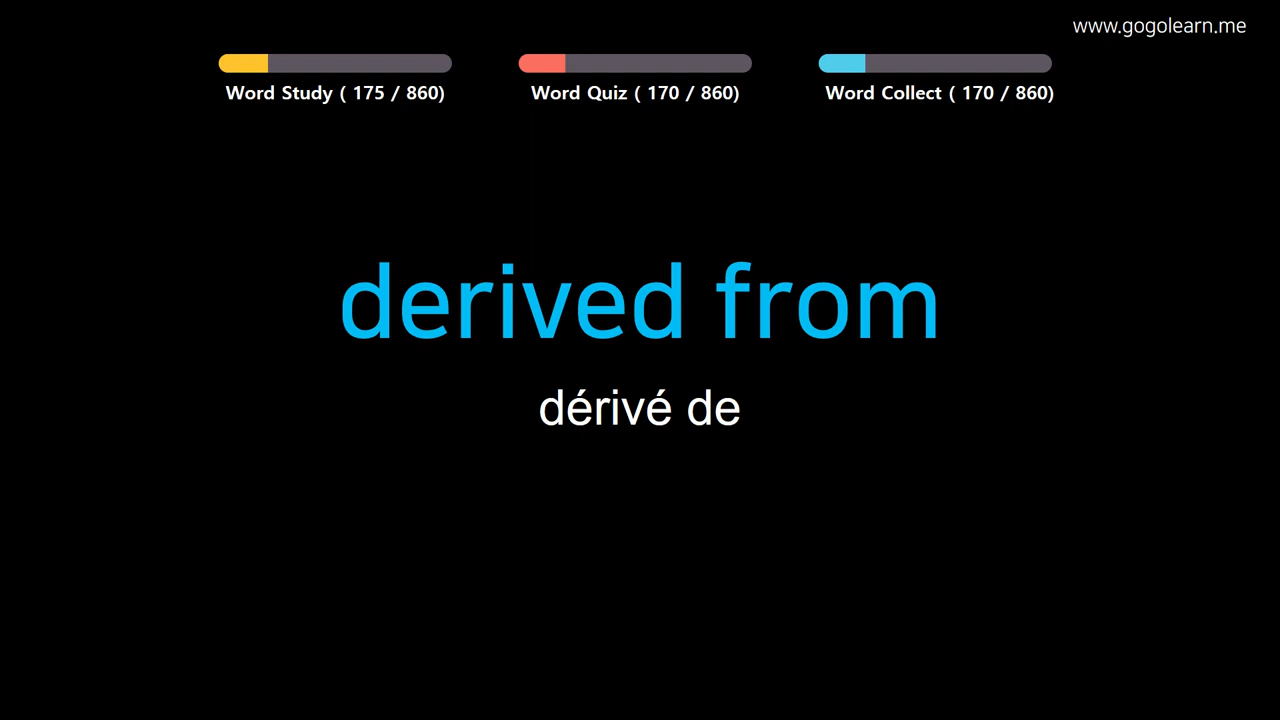 www.gogolearn.me
Word Study ( 175 / 860)
Word Quiz ( 170 / 860)
Word Collect ( 170 / 860)
derived from
dérivé de